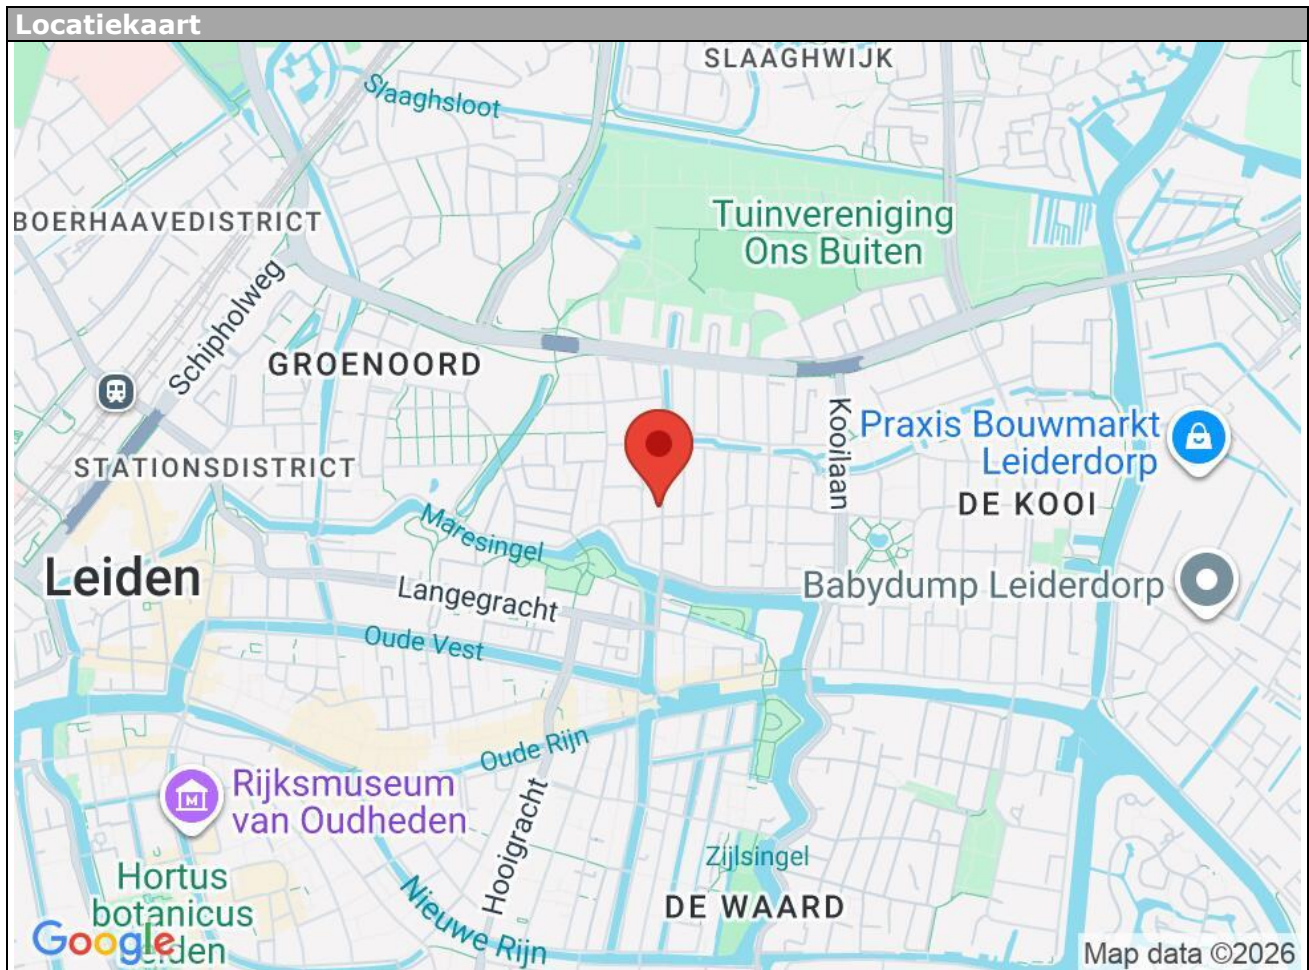 Locatiekaart
SLAAGHWIJK
Slaaghsloot
Tuinvereniging
Ons Buiten
BOERHAAVEDISTRICT
Schipholweg
GROENOORD
Kooilaan
Praxis Bouwmarkt
Leiderdorp
STATIONSDISTRICT
DE KOOI
Maresingel
Leiden
Langegracht
Babydump Leiderdorp
Oude Vest
Oude Rijn
Rijksmuseum
van Oudheden
Hooigracht
Zijlsingel
Hortus
botanicus
Leiden
Nieuwe Rijn
DE WAARD
Google
Map data ©2026